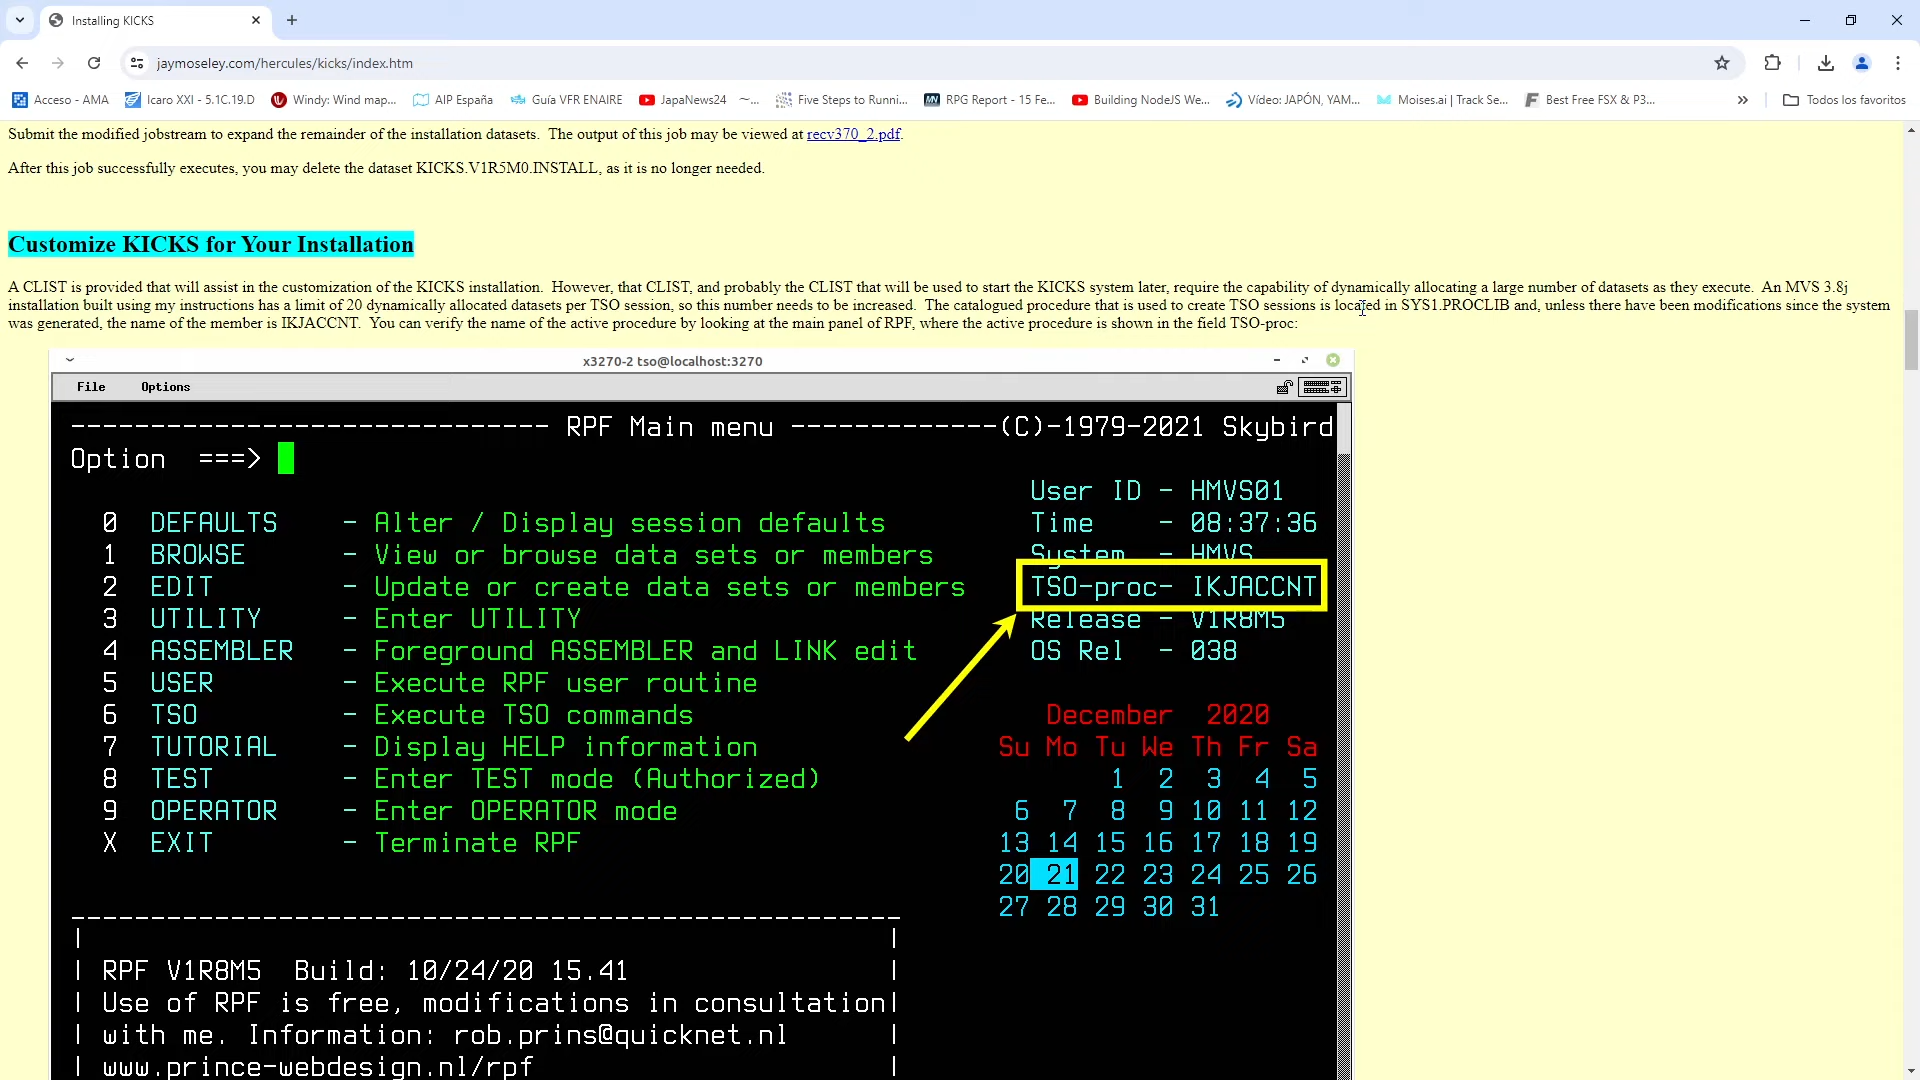 Installing KICKS
jaymoseley.com/hercules/kicks/index.htm
Acceso - AMA
Icaro XXI - 5.1C.19.D
Windy: Wind map...
AIP España
Guía VFR ENAIRE
JapaNews24 〜...
Five Steps to Runni...
RPG Report - 15 Fe...
Building NodeJS We...
Vídeo: JAPÓN, YAM...
Moises.ai | Track Se...
Best Free FSX & P3...
Todos los favoritos
Submit the modified jobstream to expand the remainder of the installation datasets.  The output of this job may be viewed at recv370_2.pdf.
After this job successfully executes, you may delete the dataset KICKS.V1R5M0.INSTALL, as it is no longer needed.
Customize KICKS for Your Installation
A CLIST is provided that will assist in the customization of the KICKS installation.  However, that CLIST, and probably the CLIST that will be used to start the KICKS system later, require the capability of dynamically allocating a large number of datasets as they execute.  An MVS 3.8j
installation built using my instructions has a limit of 20 dynamically allocated datasets per TSO session, so this number needs to be increased.  The catalogued procedure that is used to create TSO sessions is located in SYS1.PROCLIB and, unless there have been modifications since the system
was generated, the name of the member is IKJACCNT.  You can verify the name of the active procedure by looking at the main panel of RPF, where the active procedure is shown in the field TSO-proc:
x3270-2 tso@localhost:3270
File Options
------------------------------ RPF Main menu -------------(C)-1979-2021 Skybird
Option  ===>
User ID - HMVS01
0 DEFAULTS - Alter / Display session defaults Time - 08:37:36
1 BROWSE - View or browse data sets or members System - HMVS
2 EDIT - Update or create data sets or members TSO-proc- IKJACCNT
3 UTILITY - Enter UTILITY Release - V1R8M5
4 ASSEMBLER - Foreground ASSEMBLER and LINK edit OS Rel - 038
5 USER - Execute RPF user routine
6 TSO - Execute TSO commands December 2020
7 TUTORIAL - Display HELP information Su Mo Tu We Th Fr Sa
8 TEST - Enter TEST mode (Authorized) 1 2 3 4 5
9 OPERATOR - Enter OPERATOR mode 6 7 8 9 10 11 12
X EXIT - Terminate RPF 13 14 15 16 17 18 19
20 21 22 23 24 25 26
27 28 29 30 31
----------------------------------------------------
| |
| RPF V1R8M5  Build: 10/24/20 15.41 |
| Use of RPF is free, modifications in consultation|
| with me. Information: rob.prins@quicknet.nl |
| www.prince-webdesign.nl/rpf |